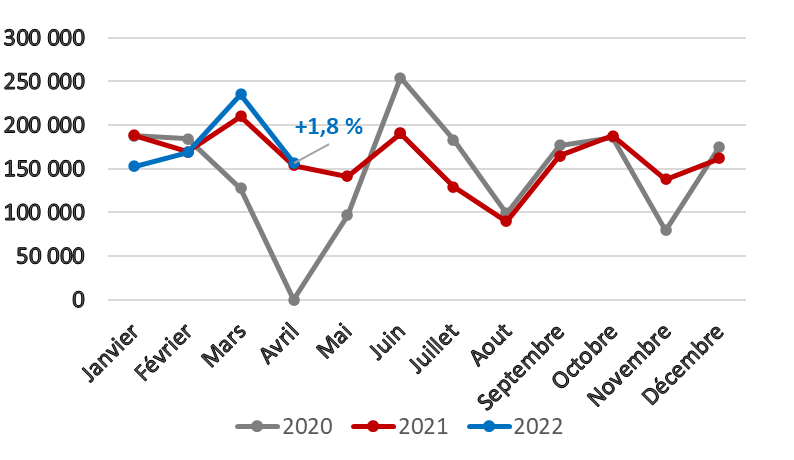 300 000
250 000
200 000
150 000
100 000
50 000
0
+1,8 %
Janvier
Février
Mars
Avril
Mai
Juin
Juillet
Aout
Septembre
Octobre
Novembre
Décembre
2020 2021 2022